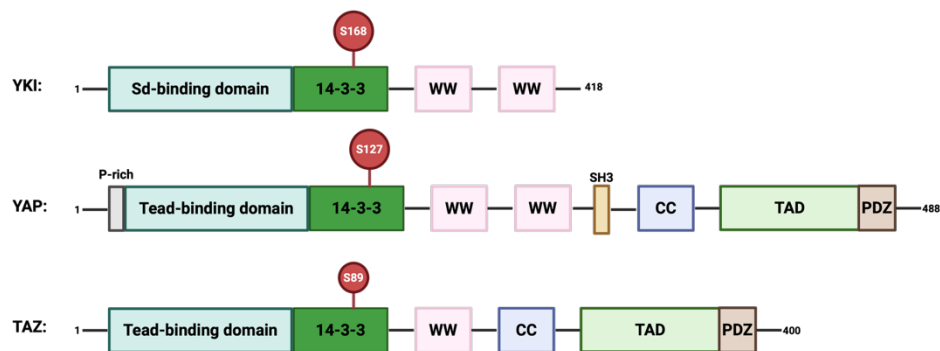 S168
YKI: 1 Sd-binding domain 14-3-3 WW WW 418
S127
P-rich SH3
YAP: 1 Tead-binding domain 14-3-3 WW WW CC TAD PDZ 488
S89
TAZ: 1 Tead-binding domain 14-3-3 WW CC TAD PDZ 400